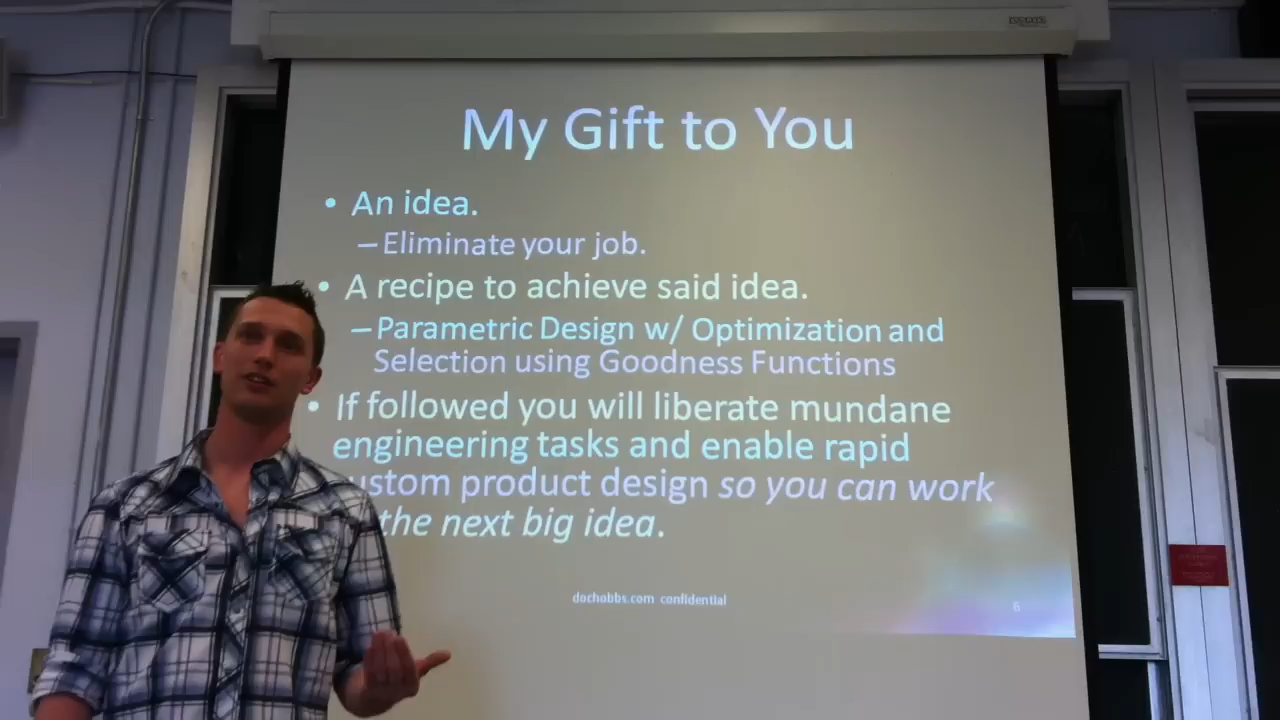 My Gift to You
• An idea.
– Eliminate your job.
• A recipe to achieve said idea.
– Parametric Design w/ Optimization and
Selection using Goodness Functions
• If followed you will liberate mundane
engineering tasks and enable rapid
ustom product design so you can work
the next big idea.
dochobbs.com confidential
6